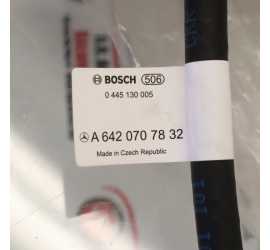 BOSCH 506
0 445 130 005
A 642 070 78 32
Made in Czech Republic